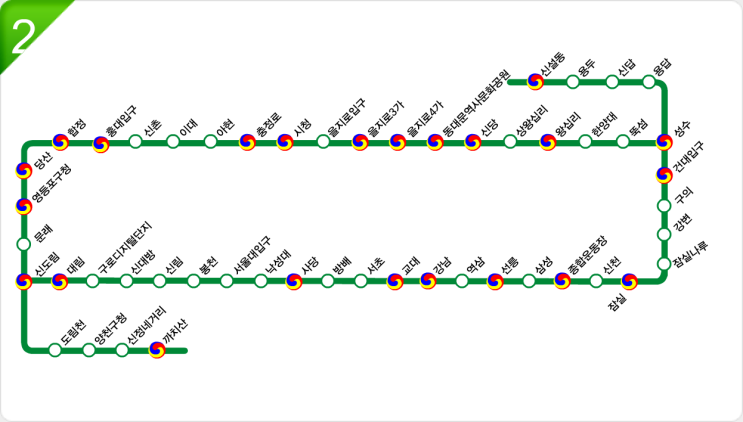 2
신설동
용두
신답
용답
합정
홍대입구
신촌
이대
아현
충정로
시청
을지로입구
을지로3가
을지로4가
동대문역사문화공원
신당
상왕십리
왕십리
한양대
뚝섬
성수
당산
건대입구
영등포구청
구의
문래
강변
잠실나루
신도림
대림
구로디지털단지
신대방
신림
봉천
서울대입구
낙성대
사당
방배
서초
교대
강남
역삼
선릉
삼성
종합운동장
신천
잠실
도림천
양천구청
신정네거리
까치산